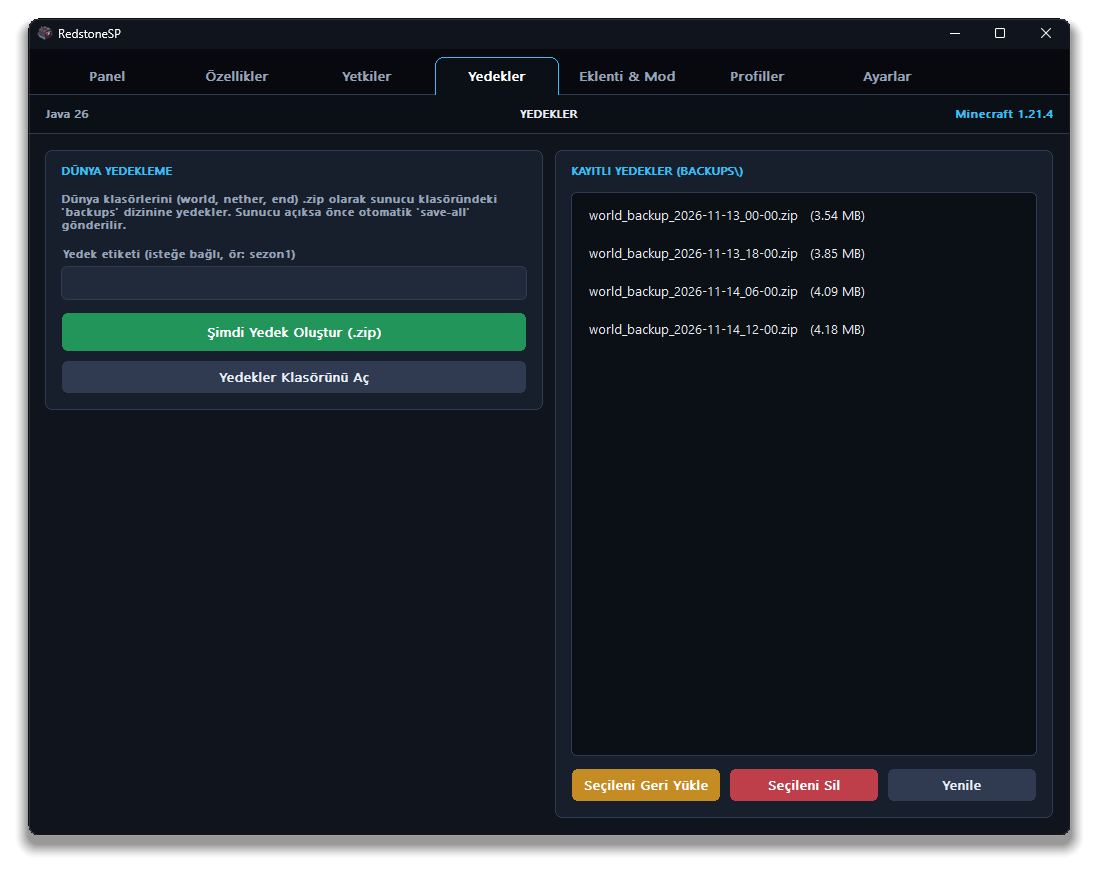 RedstoneSP
Panel
Özellikler
Yetkiler
Yedekler
Eklenti & Mod
Profiller
Ayarlar
Java 26
YEDEKLER
Minecraft 1.21.4
DÜNYA YEDEKLEME
Dünya klasörlerini (world, nether, end) .zip olarak sunucu klasöründeki
'backups' dizinine yedekler. Sunucu açıksa önce otomatik 'save-all'
gönderilir.
Yedek etiketi (isteğe bağlı, ör: sezon1)
Şimdi Yedek Oluştur (.zip)
Yedekler Klasörünü Aç
KAYITLI YEDEKLER (BACKUPS\)
world_backup_2026-11-13_00-00.zip (3.54 MB)
world_backup_2026-11-13_18-00.zip (3.85 MB)
world_backup_2026-11-14_06-00.zip (4.09 MB)
world_backup_2026-11-14_12-00.zip (4.18 MB)
Seçileni Geri Yükle
Seçileni Sil
Yenile